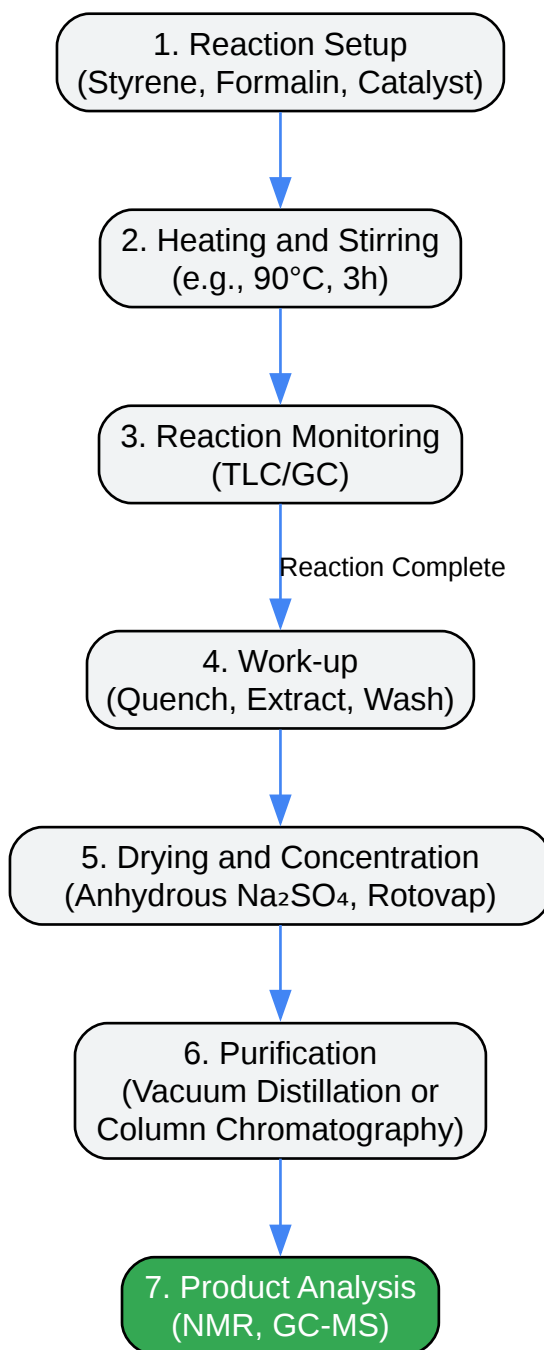 1. Reaction Setup
(Styrene, Formalin, Catalyst)
2. Heating and Stirring
(e.g., 90°C, 3h)
3. Reaction Monitoring
(TLC/GC)
Reaction Complete
4. Work-up
(Quench, Extract, Wash)
5. Drying and Concentration
(Anhydrous Na₂SO₄, Rotovap)
6. Purification
(Vacuum Distillation or
Column Chromatography)
7. Product Analysis
(NMR, GC-MS)